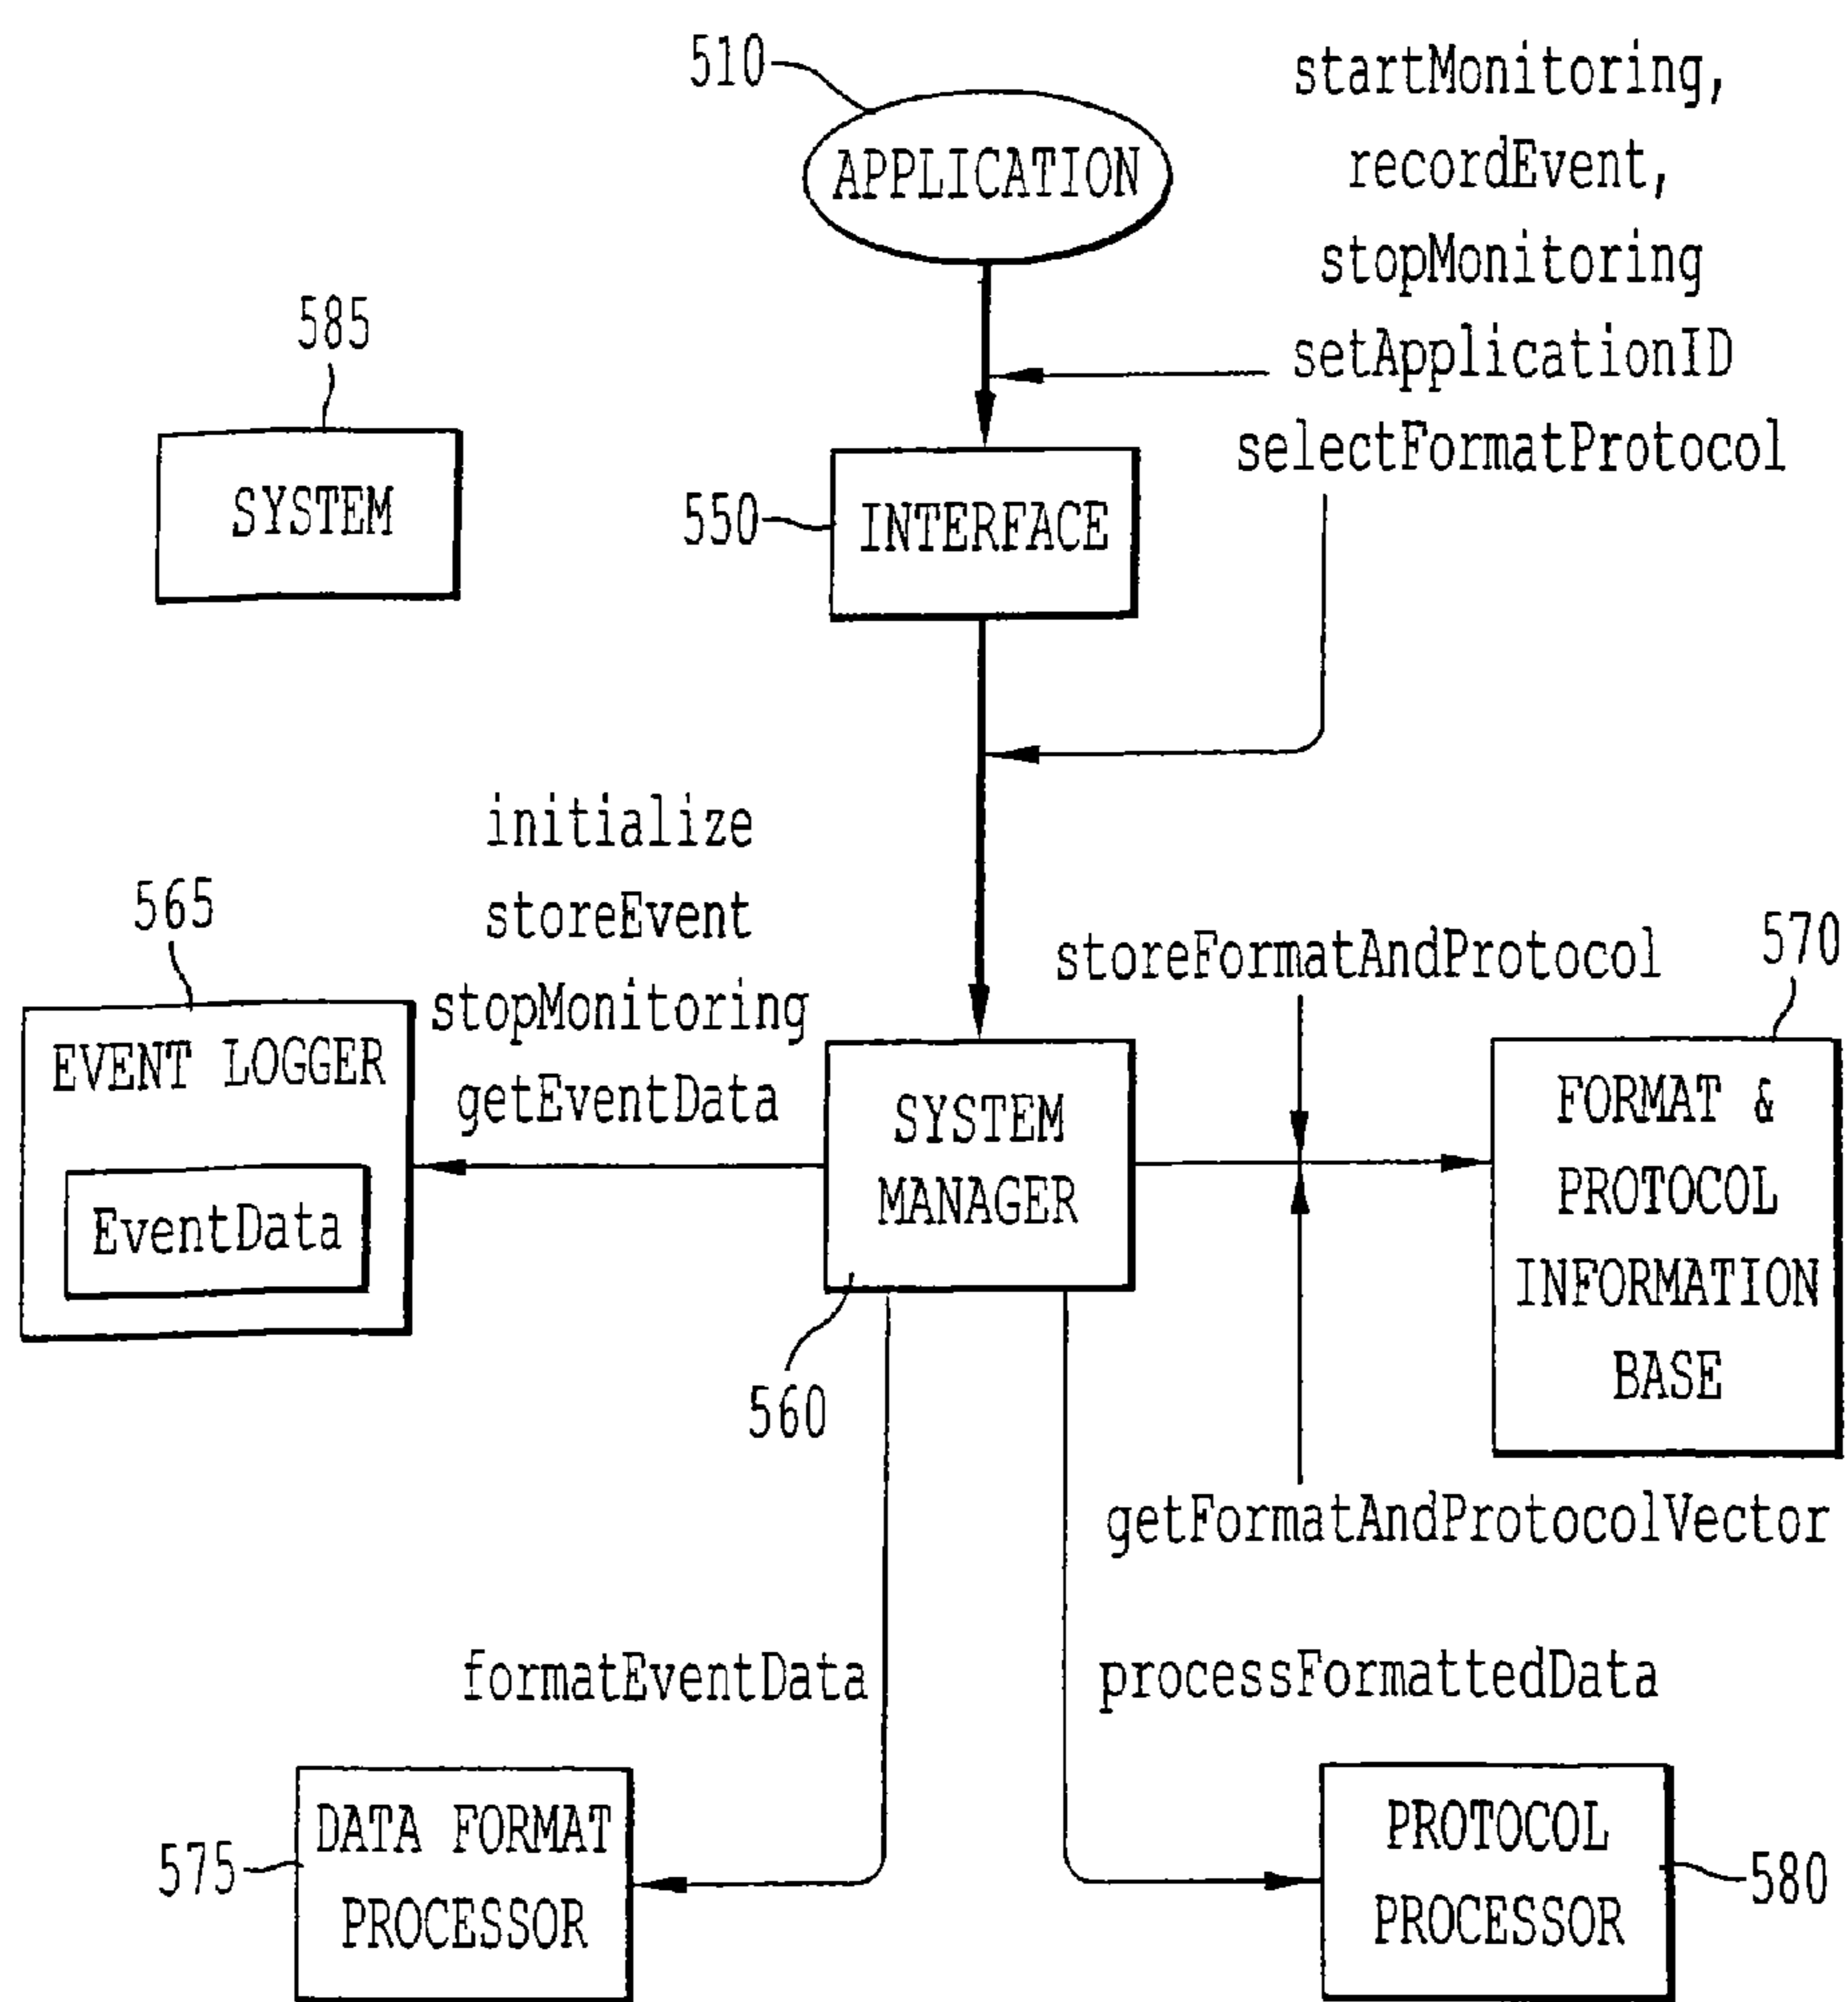 510
startMonitoring,
recordEvent,
stopMonitoring
setApplicationID
selectFormatProtocol
APPLICATION
585
SYSTEM
550
INTERFACE
initialize
storeEvent
stopMonitoring
getEventData
565
EVENT LOGGER
EventData
storeFormatAndProtocol
570
SYSTEM
MANAGER
560
FORMAT &
PROTOCOL
INFORMATION
BASE
getFormatAndProtocolVector
formatEventData
processFormattedData
575
DATA FORMAT
PROCESSOR
PROTOCOL
PROCESSOR
580